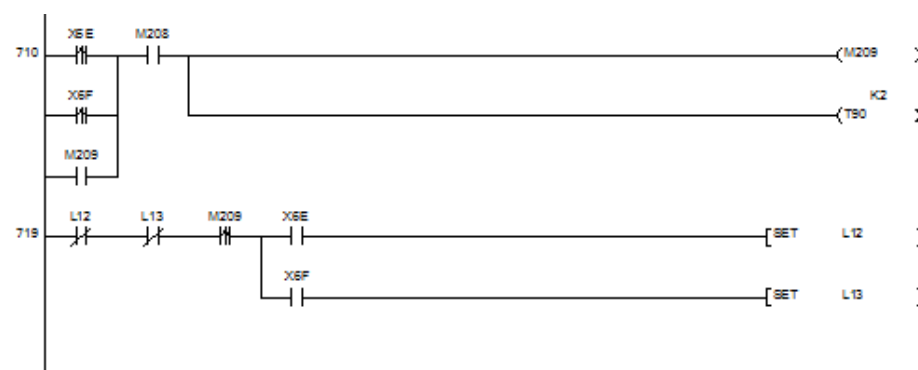 X6E M208
710 (M209 )
X6F K2
(T90 )
M209
L12 L13 M209 X6E
719 [SET L12 ]
X6F
[SET L13 ]